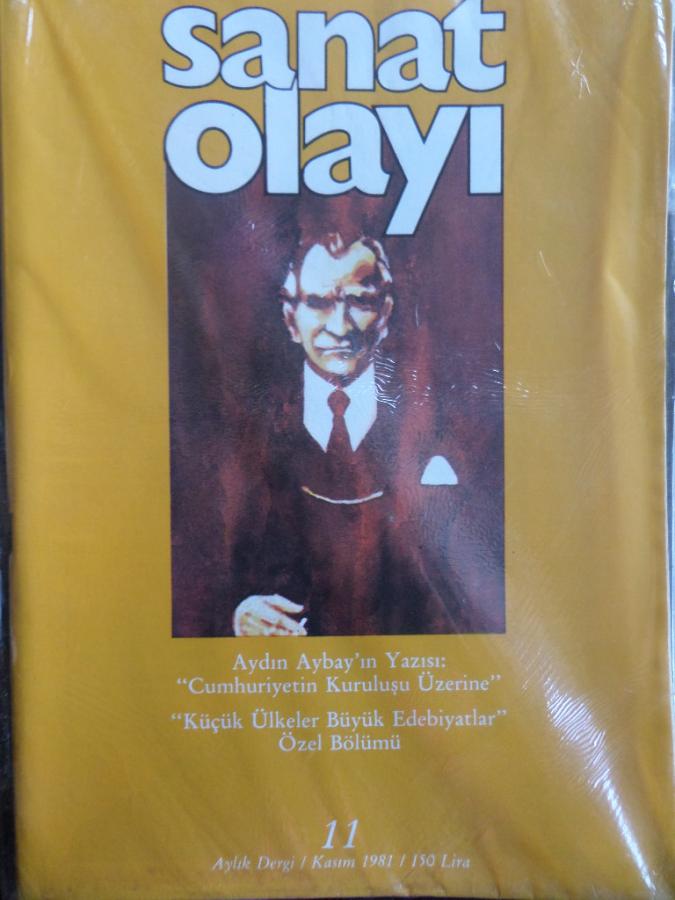 sanat
olayı
Aydın Aybay'ın Yazısı:
"Cumhuriyetin Kuruluşu Üzerine"
"Küçük Ülkeler Büyük Edebiyatlar"
Özel Bölümü
11
Aylık Dergi / Kasım 1981 / 150 Lira